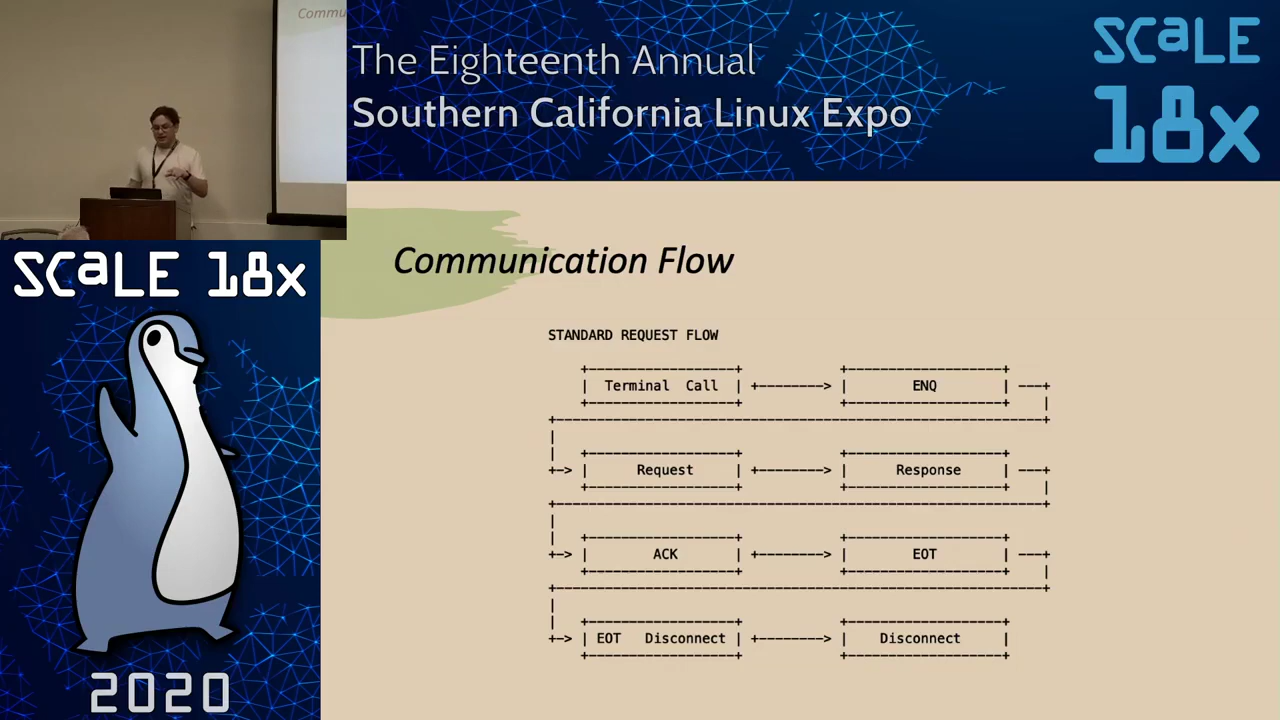 Commu
The Eighteenth Annual
Southern California Linux Expo
SCaLE
18x
SCaLE 18x
2020
Communication Flow
STANDARD REQUEST FLOW
Terminal Call
ENQ
Request
Response
ACK
EOT
EOT Disconnect
Disconnect